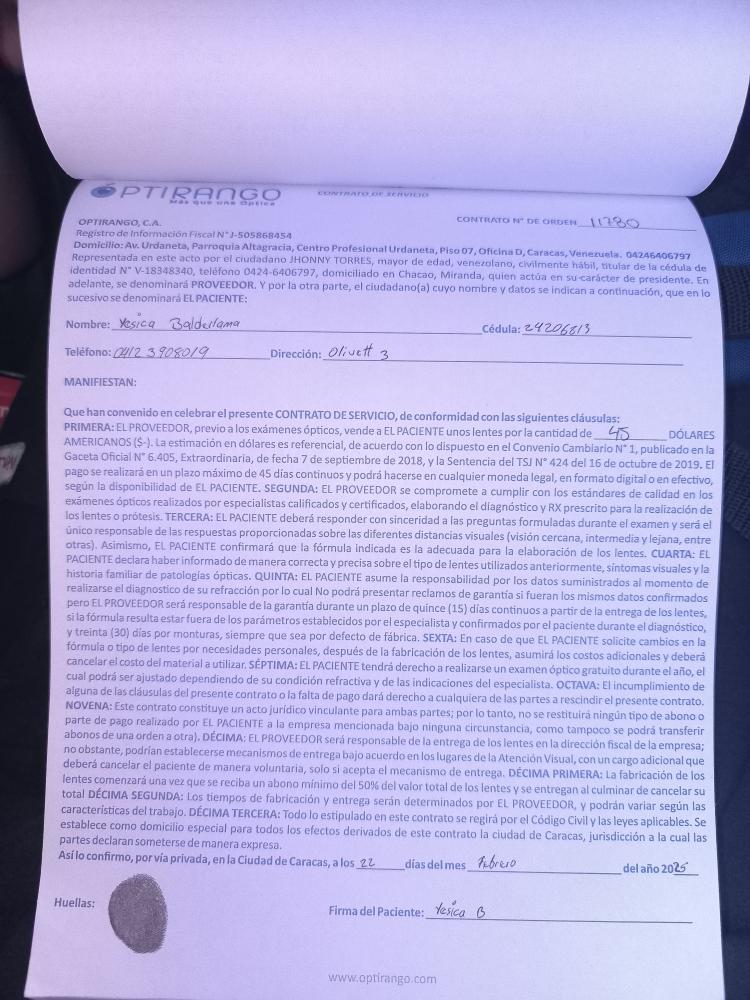 ÓPTIRANGO
Más que una Óptica
CONTRATO DE SERVICIO
CONTRATO N° DE ORDEN 11780
OPTIRANGO, C.A.
Registro de Información Fiscal N°J-505868454
Domicilio: Av. Urdaneta, Parroquia Altagracia, Centro Profesional Urdaneta, Piso 07, Oficina D, Caracas, Venezuela. 04246406797
Representada en este acto por el ciudadano JHONNY TORRES, mayor de edad, venezolano, civilmente hábil, titular de la cédula de
identidad N° V-18348340, teléfono 0424-6406797, domiciliado en Chacao, Miranda, quien actúa en su carácter de presidente. En
adelante, se denominará PROVEEDOR. Y por la otra parte, el ciudadano(a) cuyo nombre y datos se indican a continuación, que en lo
sucesivo se denominará EL PACIENTE:
Nombre: Yesica Balderrama Cédula: 24206813
Teléfono: 0412 3908019 Dirección: Olivett 3
MANIFIESTAN:
Que han convenido en celebrar el presente CONTRATO DE SERVICIO, de conformidad con las siguientes cláusulas:
PRIMERA: EL PROVEEDOR, previo a los exámenes ópticos, vende a EL PACIENTE unos lentes por la cantidad de 45 DÓLARES
AMERICANOS ($-). La estimación en dólares es referencial, de acuerdo con lo dispuesto en el Convenio Cambiario N° 1, publicado en la
Gaceta Oficial N° 6.405, Extraordinaria, de fecha 7 de septiembre de 2018, y la Sentencia del TSJ N° 424 del 16 de octubre de 2019. El
pago se realizará en un plazo máximo de 45 días continuos y podrá hacerse en cualquier moneda legal, en formato digital o en efectivo,
según la disponibilidad de EL PACIENTE. SEGUNDA: EL PROVEEDOR se compromete a cumplir con los estándares de calidad en los
exámenes ópticos realizados por especialistas calificados y certificados, elaborando el diagnóstico y RX prescrito para la realización de
los lentes o prótesis. TERCERA: EL PACIENTE deberá responder con sinceridad a las preguntas formuladas durante el examen y será el
único responsable de las respuestas proporcionadas sobre las diferentes distancias visuales (visión cercana, intermedia y lejana, entre
otras). Asimismo, EL PACIENTE confirmará que la fórmula indicada es la adecuada para la elaboración de los lentes. CUARTA: EL
PACIENTE declara haber informado de manera correcta y precisa sobre el tipo de lentes utilizados anteriormente, síntomas visuales y la
historia familiar de patologías ópticas. QUINTA: EL PACIENTE asume la responsabilidad por los datos suministrados al momento de
realizarse el diagnostico de su refracción por lo cual No podrá presentar reclamos de garantía si fueran los mismos datos confirmados
pero EL PROVEEDOR será responsable de la garantía durante un plazo de quince (15) días continuos a partir de la entrega de los lentes,
si la fórmula resulta estar fuera de los parámetros establecidos por el especialista y confirmados por el paciente durante el diagnóstico,
y treinta (30) días por monturas, siempre que sea por defecto de fábrica. SEXTA: En caso de que EL PACIENTE solicite cambios en la
fórmula o tipo de lentes por necesidades personales, después de la fabricación de los lentes, asumirá los costos adicionales y deberá
cancelar el costo del material a utilizar. SÉPTIMA: EL PACIENTE tendrá derecho a realizarse un examen óptico gratuito durante el año, el
cual podrá ser ajustado dependiendo de su condición refractiva y de las indicaciones del especialista. OCTAVA: El incumplimiento de
alguna de las cláusulas del presente contrato o la falta de pago dará derecho a cualquiera de las partes a rescindir el presente contrato.
NOVENA: Este contrato constituye un acto jurídico vinculante para ambas partes; por lo tanto, no se restituirá ningún tipo de abono o
parte de pago realizado por EL PACIENTE a la empresa mencionada bajo ninguna circunstancia, como tampoco se podrá transferir
abonos de una orden a otra). DÉCIMA: EL PROVEEDOR será responsable de la entrega de los lentes en la dirección fiscal de la empresa;
no obstante, podrían establecerse mecanismos de entrega bajo acuerdo en los lugares de la Atención Visual, con un cargo adicional que
deberá cancelar el paciente de manera voluntaria, solo si acepta el mecanismo de entrega. DÉCIMA PRIMERA: La fabricación de los
lentes comenzará una vez que se reciba un abono mínimo del 50% del valor total de los lentes y se entregan al culminar de cancelar su
total DÉCIMA SEGUNDA: Los tiempos de fabricación y entrega serán determinados por EL PROVEEDOR, y podrán variar según las
características del trabajo. DÉCIMA TERCERA: Todo lo estipulado en este contrato se regirá por el Código Civil y las leyes aplicables. Se
establece como domicilio especial para todos los efectos derivados de este contrato la ciudad de Caracas, jurisdicción a la cual las
partes declaran someterse de manera expresa.
Así lo confirmo, por vía privada, en la Ciudad de Caracas, a los 22 días del mes Febrero del año 2025
Huellas:
Firma del Paciente: Yesica B
www.optirango.com